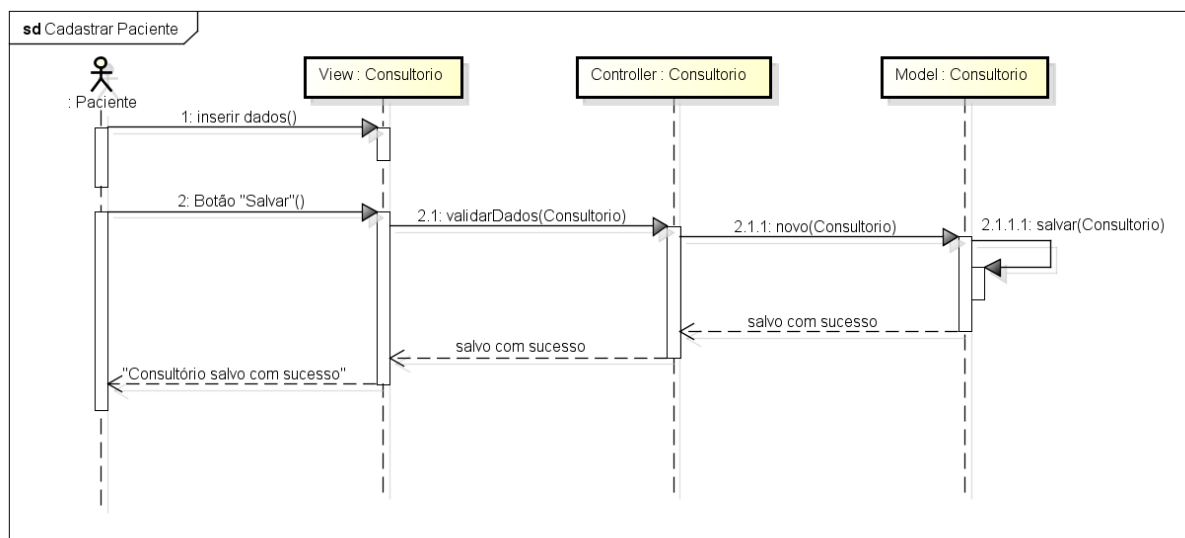 sd Cadastrar Paciente
: Paciente
View : Consultorio
Controller : Consultorio
Model : Consultorio
1: inserir dados()
2: Botão "Salvar"()
2.1: validarDados(Consultorio)
2.1.1: novo(Consultorio)
2.1.1.1: salvar(Consultorio)
salvo com sucesso
salvo com sucesso
"Consultório salvo com sucesso"